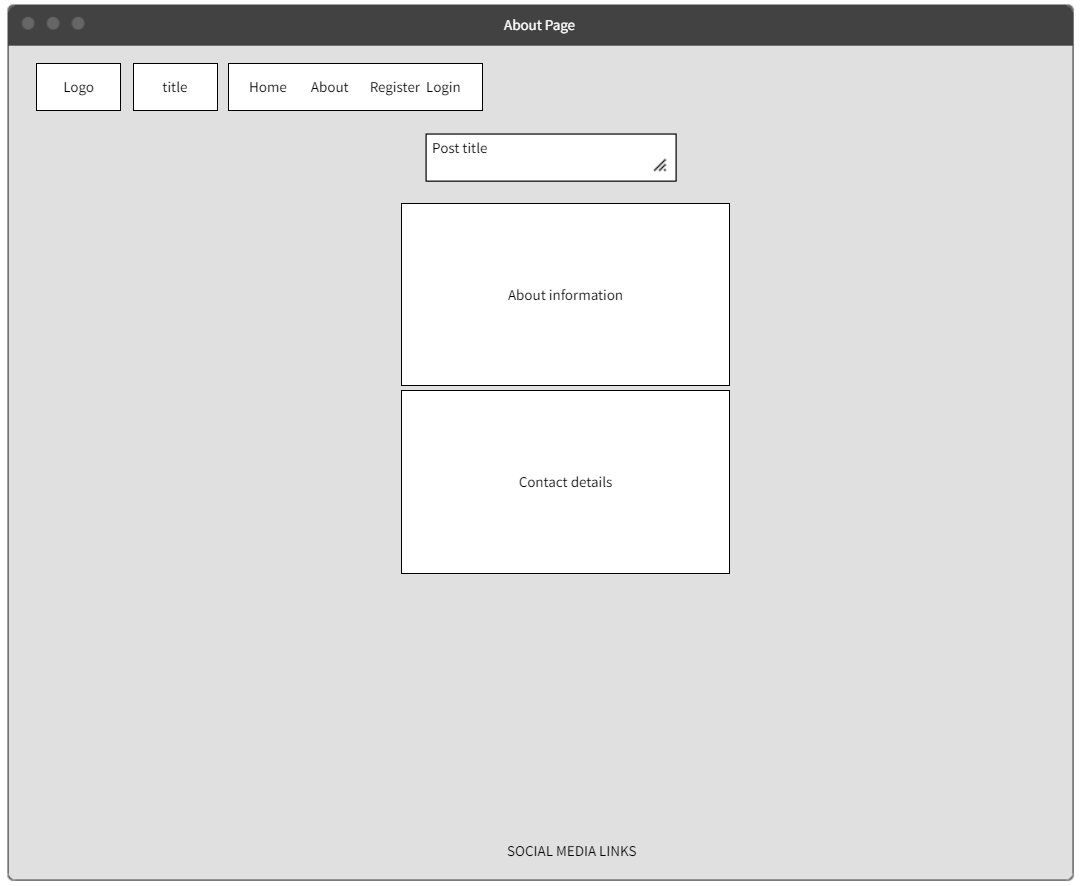 About Page
Logo title Home About Register Login
Post title
About information
Contact details
SOCIAL MEDIA LINKS